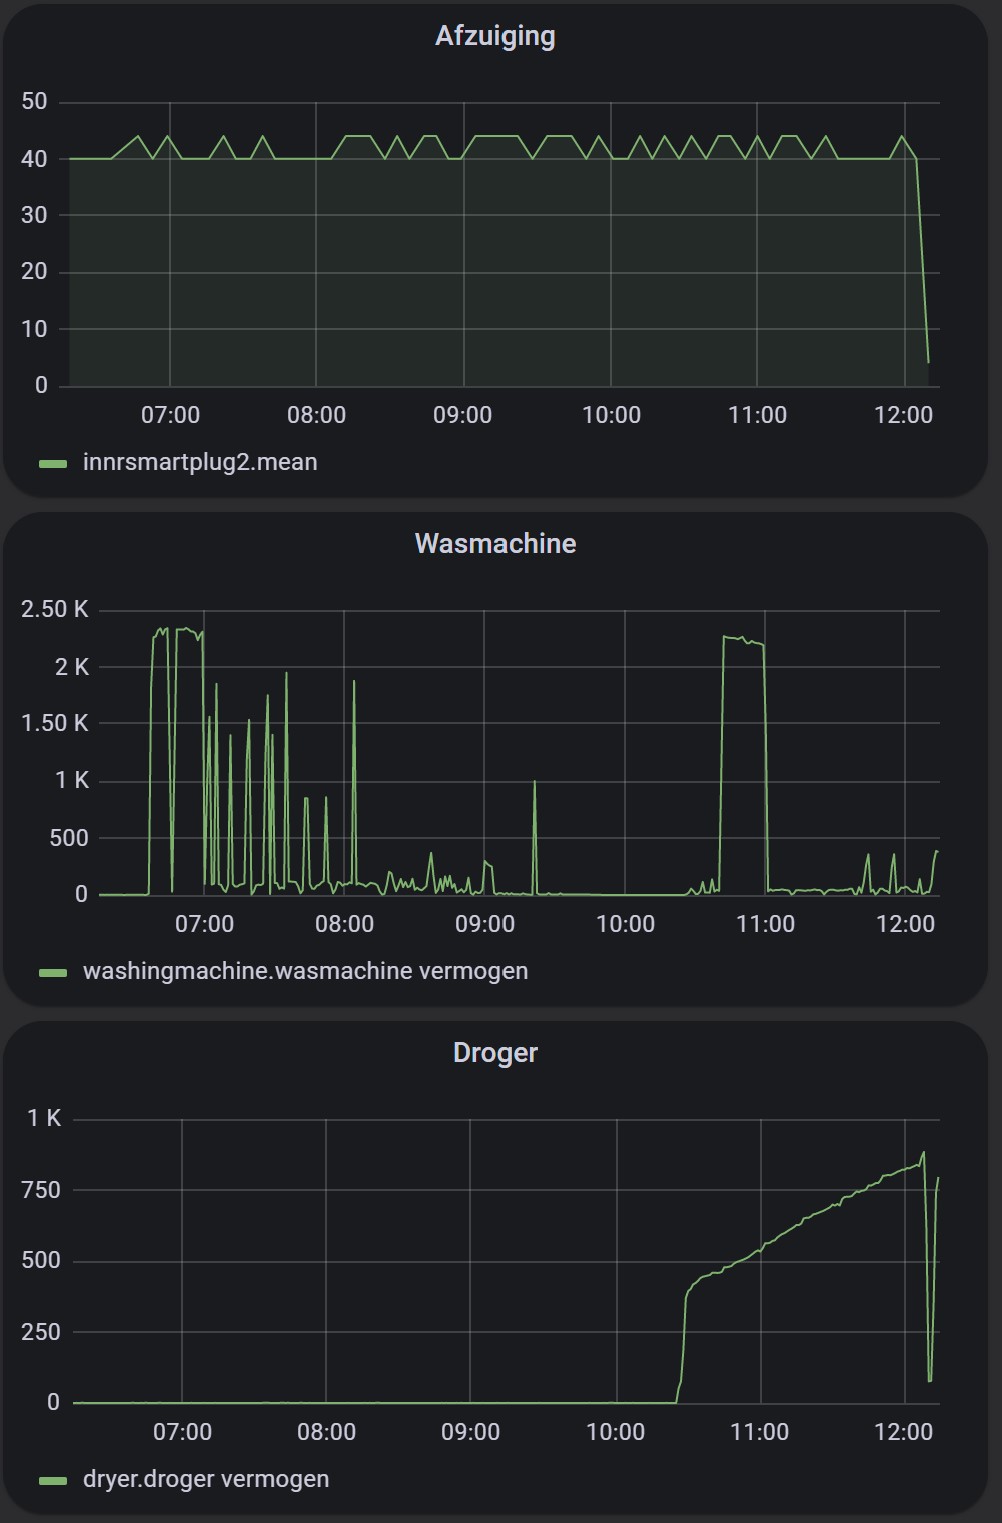 Afzuiging
50
40
30
20
10
0
07:00 08:00 09:00 10:00 11:00 12:00
innrsmartplug2.mean
Wasmachine
2.50 K
2 K
1.50 K
1 K
500
0
07:00 08:00 09:00 10:00 11:00 12:00
washingmachine.wasmachine vermogen
Droger
1 K
750
500
250
0
07:00 08:00 09:00 10:00 11:00 12:00
dryer.droger vermogen